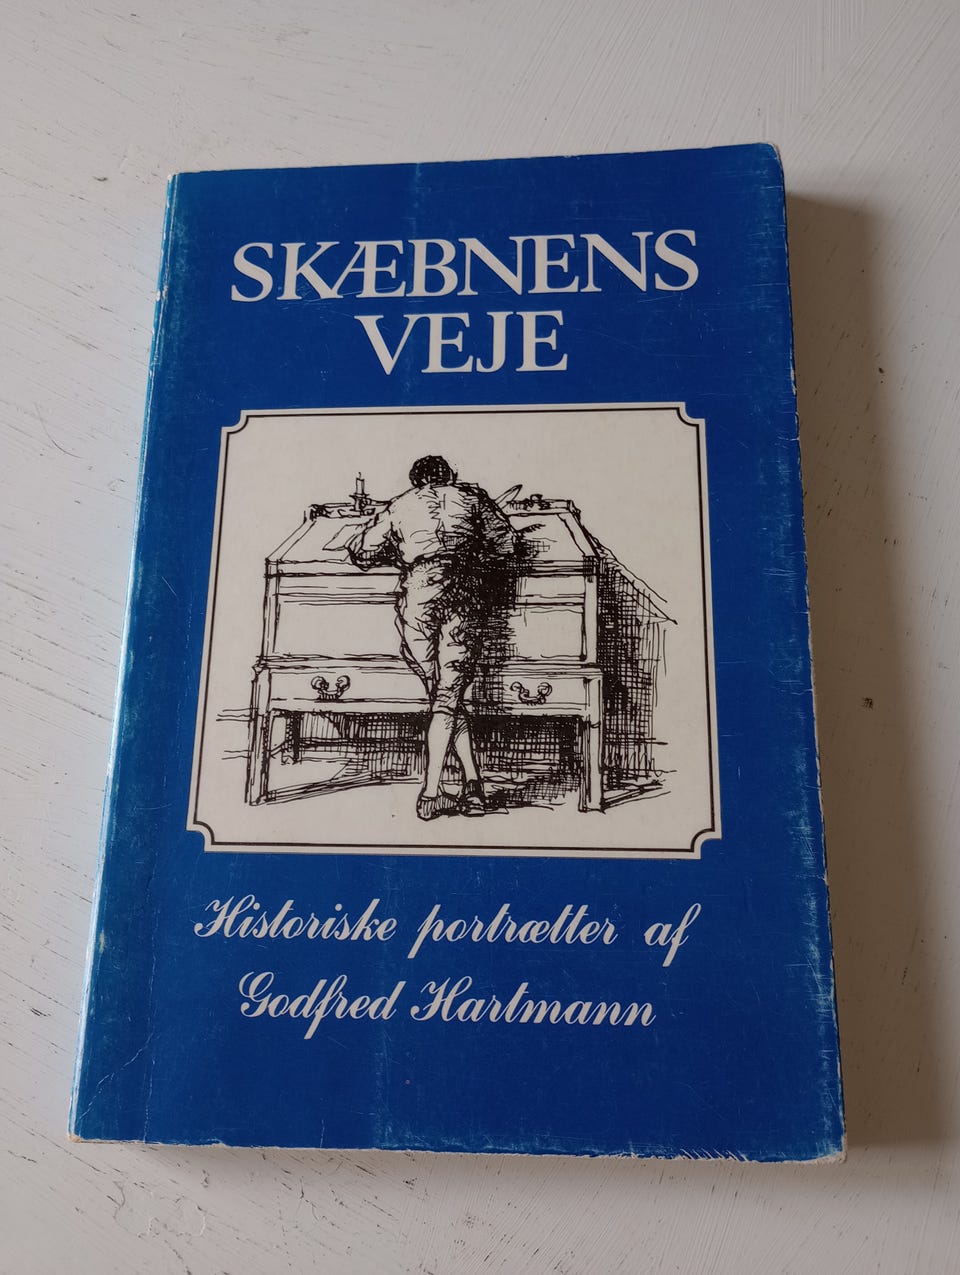 SKÆBNENS
VEJE
Historiske portrætter af
Godfred Hartmann